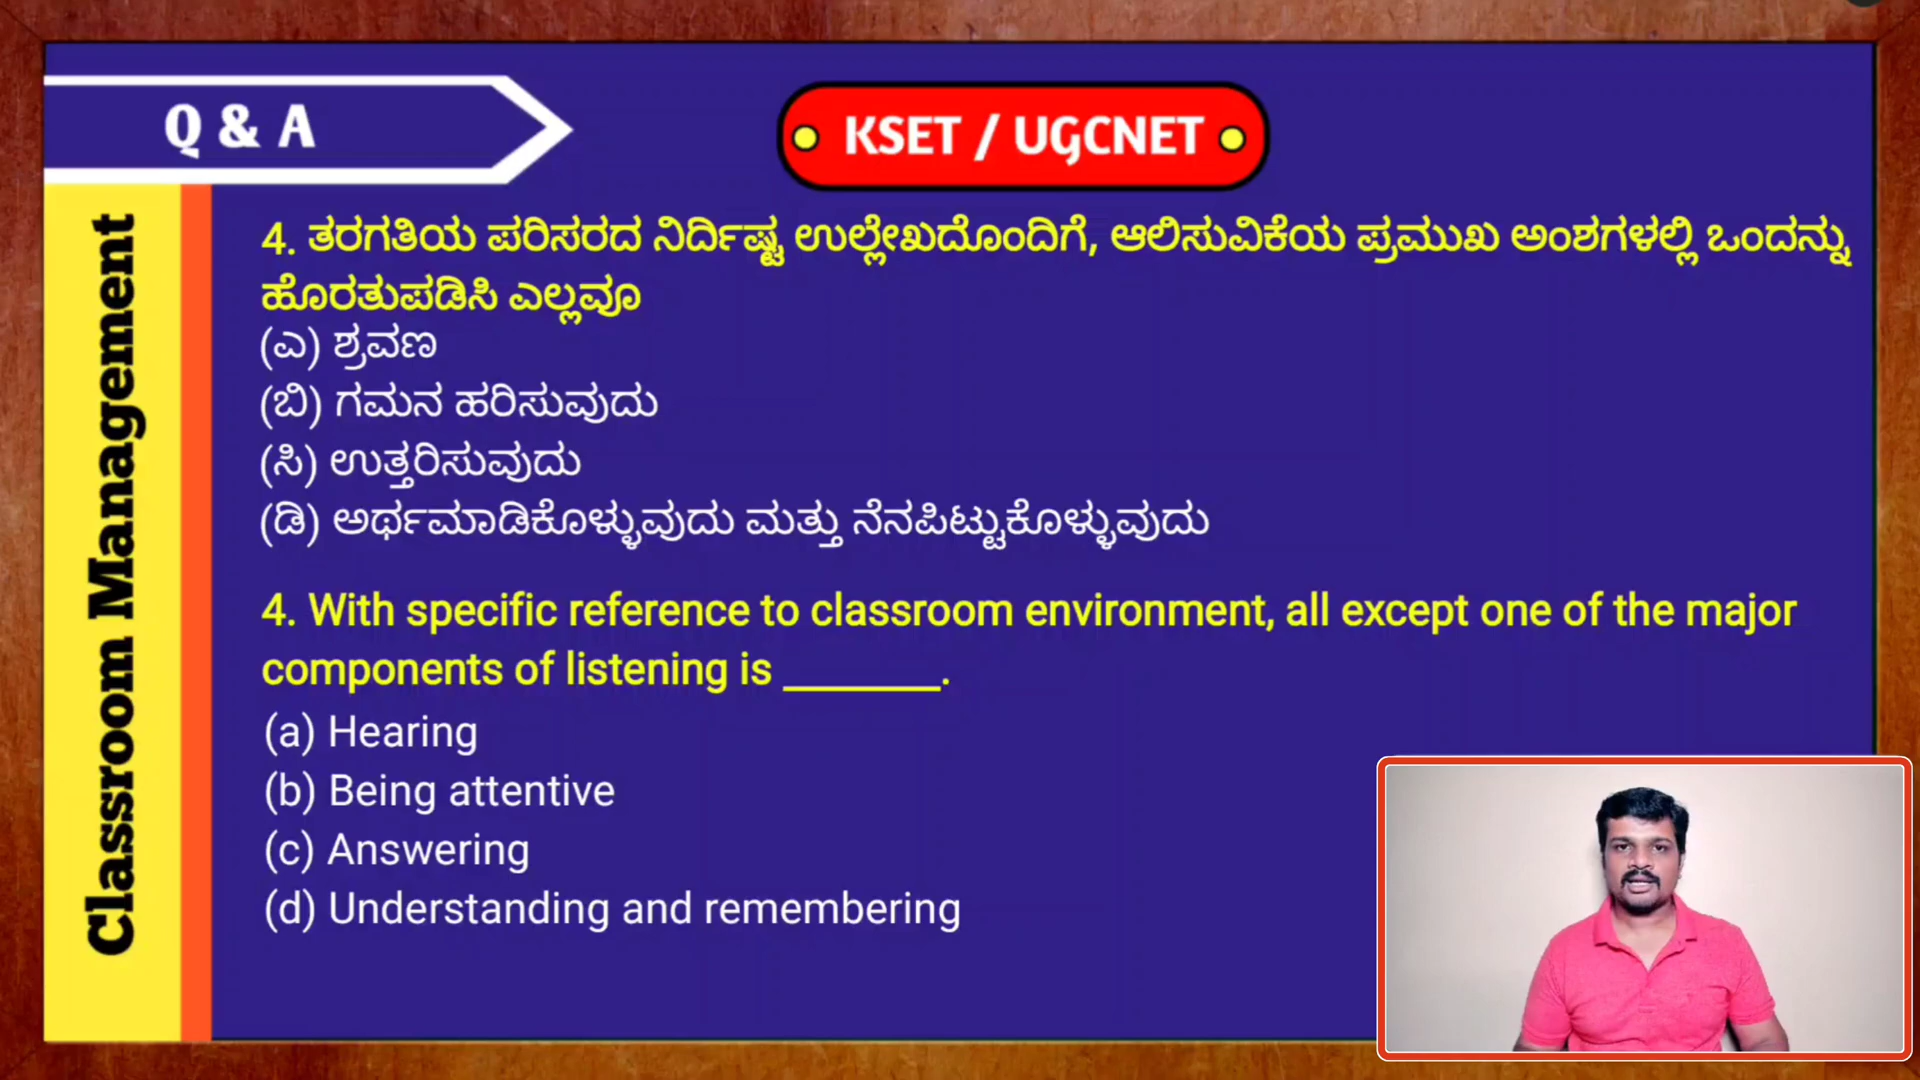 Q & A
KSET / UGCNET
Classroom Management
4. ತರಗತಿಯ ಪರಿಸರದ ನಿರ್ದಿಷ್ಟ ಉಲ್ಲೇಖದೊಂದಿಗೆ, ಆಲಿಸುವಿಕೆಯ ಪ್ರಮುಖ ಅಂಶಗಳಲ್ಲಿ ಒಂದನ್ನು
ಹೊರತುಪಡಿಸಿ ಎಲ್ಲವೂ
(ಎ) ಶ್ರವಣ
(ಬಿ) ಗಮನ ಹರಿಸುವುದು
(ಸಿ) ಉತ್ತರಿಸುವುದು
(ಡಿ) ಅರ್ಥಮಾಡಿಕೊಳ್ಳುವುದು ಮತ್ತು ನೆನಪಿಟ್ಟುಕೊಳ್ಳುವುದು
4. With specific reference to classroom environment, all except one of the major
components of listening is _______.
(a) Hearing
(b) Being attentive
(c) Answering
(d) Understanding and remembering